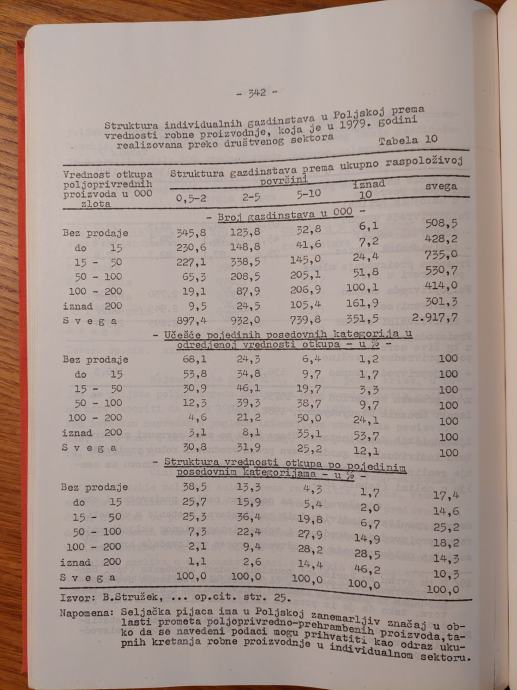 - 342 -
Struktura individualnih gazdinstava u Poljskoj prema
vrednosti robne proizvodnje, koja je u 1979. godini
realizovana preko društvenog sektora
Tabela 10
Vrednost otkupa poljoprivrednih proizvoda u 000 zlota Struktura gazdinstava prema ukupno raspoloživoj površini
0,5-2 2-5 5-10 iznad 10 svega
- Broj gazdinstava u 000 -
Bez prodaje 345,8 123,8 32,8 6,1 508,5
do 15 230,6 148,8 41,6 7,2 428,2
15 - 50 227,1 338,5 145,0 24,4 735,0
50 - 100 65,3 208,5 205,1 51,8 530,7
100 - 200 19,1 87,9 206,9 100,1 414,0
iznad 200 9,5 24,5 105,4 161,9 301,3
S v e g a 897,4 932,0 739,8 351,5 2.917,7
- Učešće pojedinih posedovnih kategorija u
odredjenoj vrednosti otkupa - u % -
Bez prodaje 68,1 24,3 6,4 1,2 100
do 15 53,8 34,8 9,7 1,7 100
15 - 50 30,9 46,1 19,7 3,3 100
50 - 100 12,3 39,3 38,7 9,7 100
100 - 200 4,6 21,2 50,0 24,1 100
iznad 200 3,1 8,1 35,1 53,7 100
S v e g a 30,8 31,9 25,2 12,1 100
- Struktura vrednosti otkupa po pojedinim
posedovnim kategorijama - u % -
Bez prodaje 38,5 13,3 4,3 1,7 17,4
do 15 25,7 15,9 5,4 2,0 14,6
15 - 50 25,3 36,4 19,8 6,7 25,2
50 - 100 7,3 22,4 27,9 14,9 18,2
100 - 200 2,1 9,4 28,2 28,5 14,3
iznad 200 1,1 2,6 14,4 46,2 10,3
S v e g a 100,0 100,0 100,0 100,0 100,0
Izvor: B.Stružek, ... op.cit. str. 25.
Napomena: Seljačka pijaca ima u Poljskoj zanemarljiv značaj u ob-
lasti prometa poljoprivredno-prehrambenih proizvoda,ta-
ko da se navedeni podaci mogu prihvatiti kao odraz uku-
pnih kretanja robne proizvodnje u individualnom sektoru.